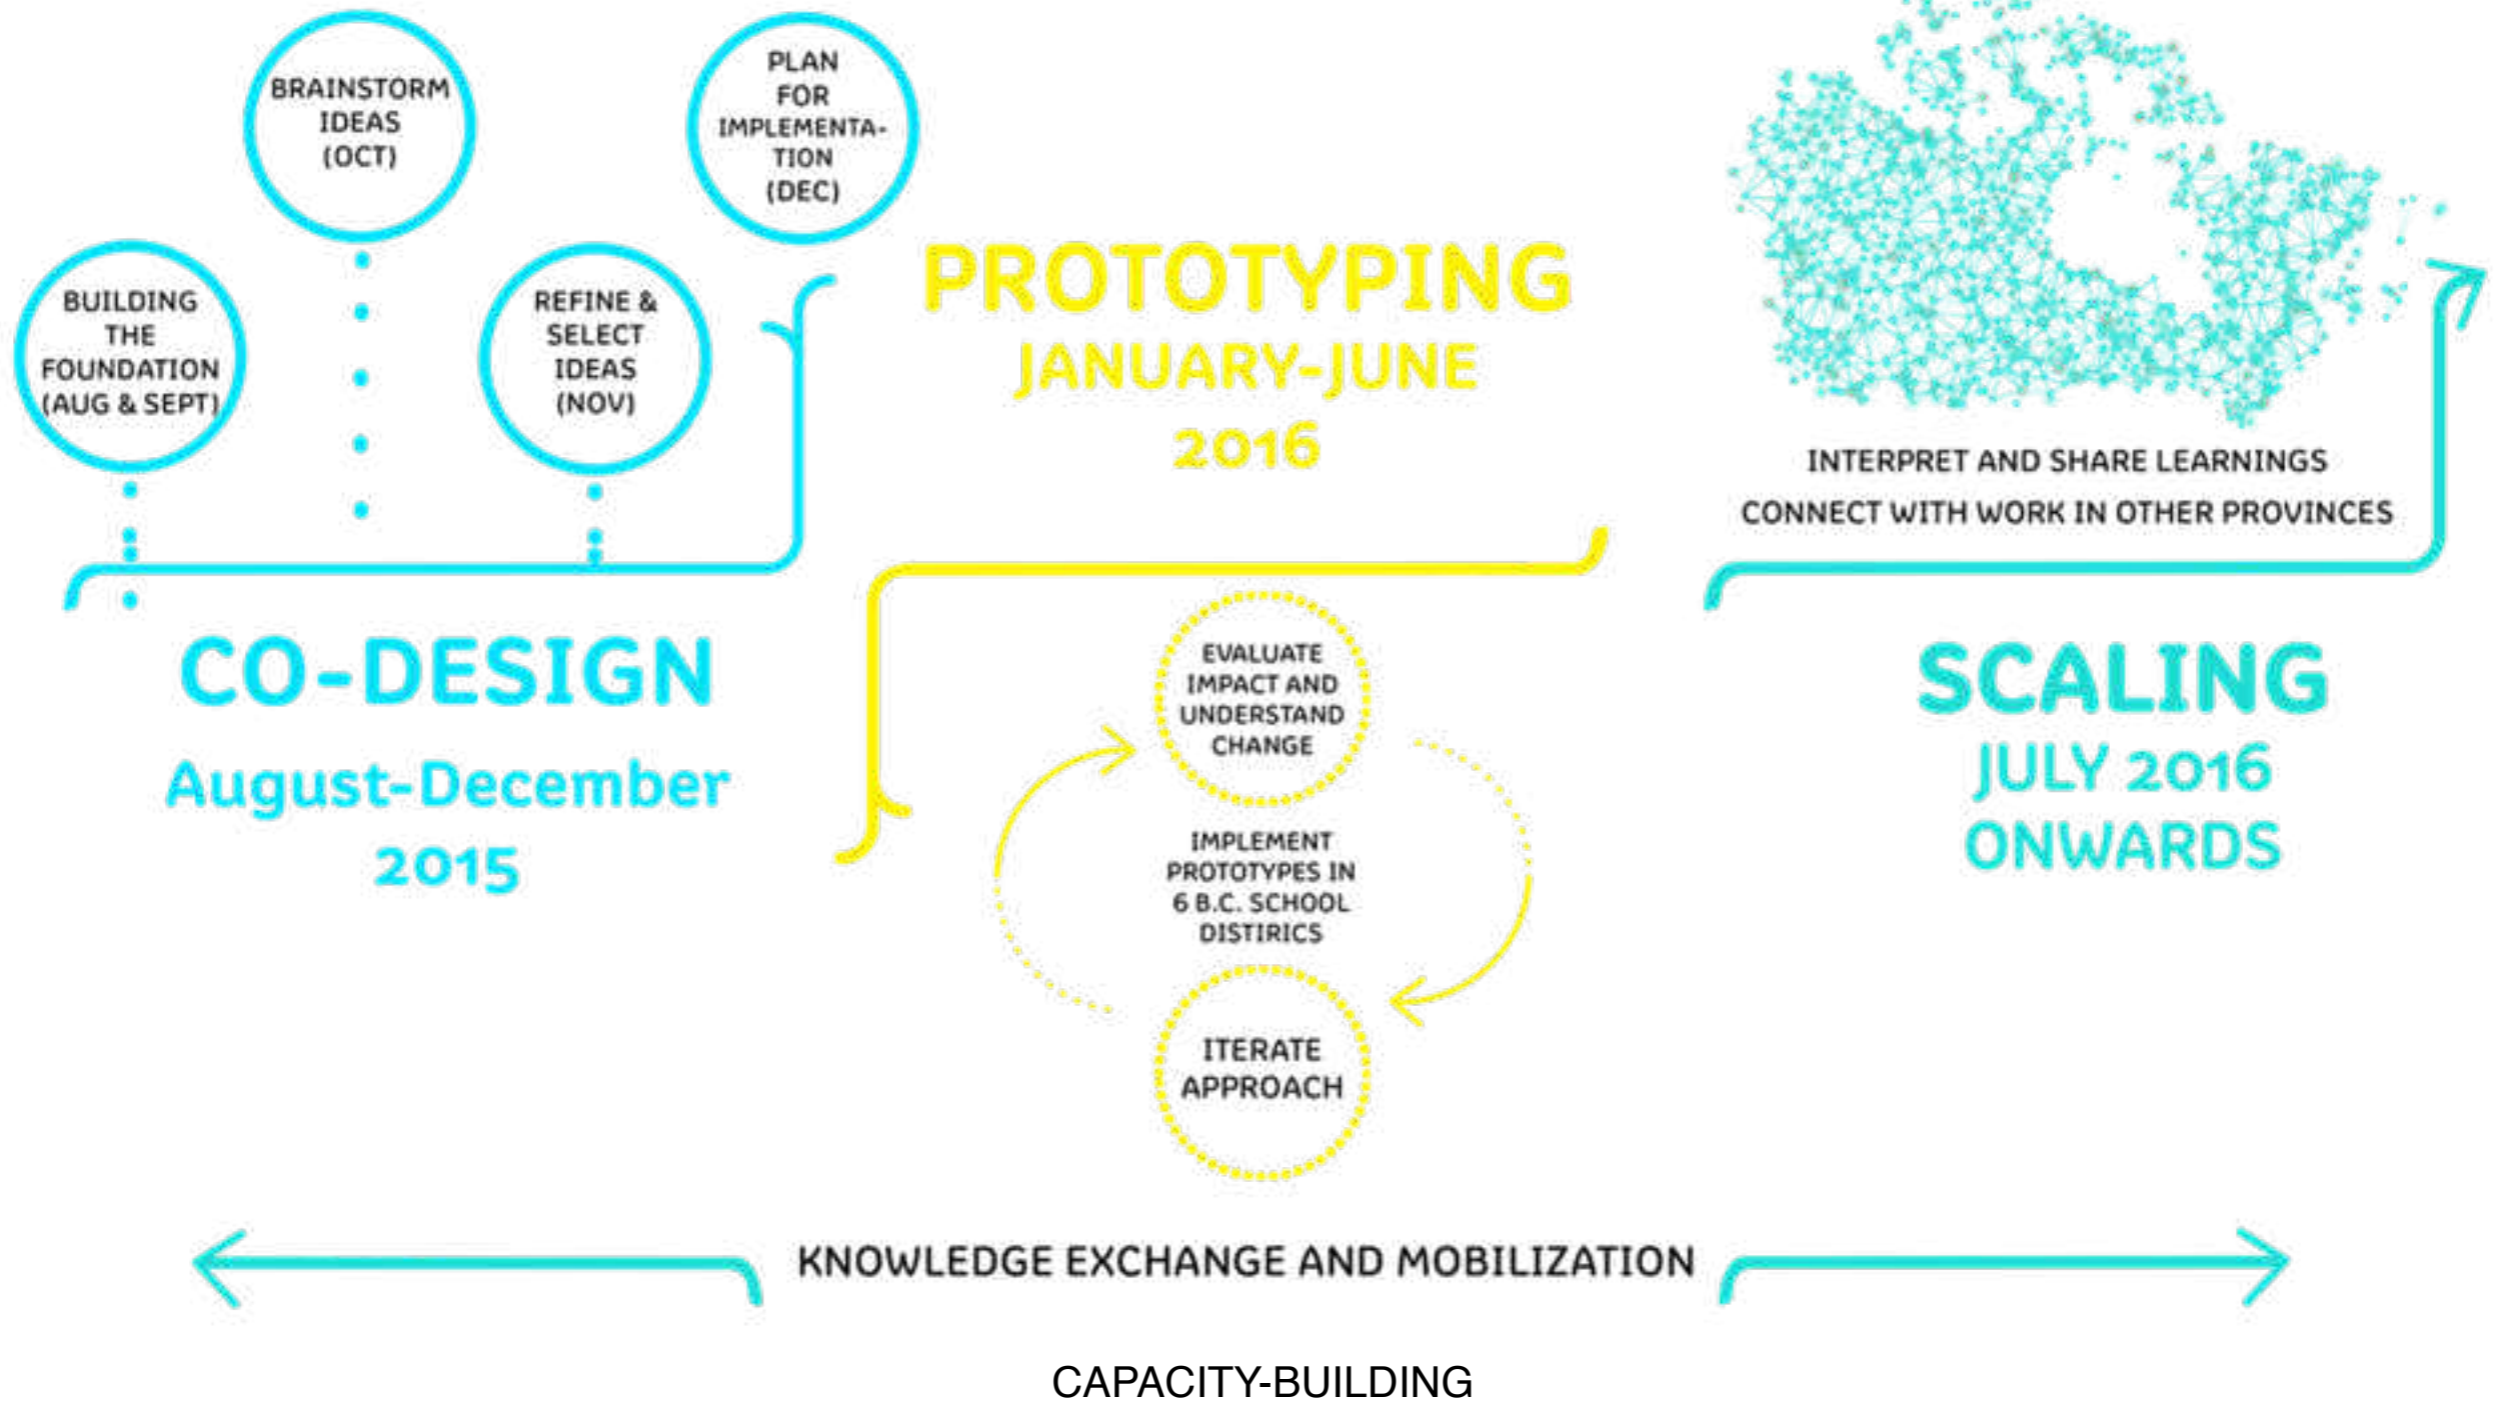 BRAINSTORM
IDEAS
(OCT)
PLAN
FOR
IMPLEMENTA-
TION
(DEC)
BUILDING
THE
FOUNDATION
(AUG & SEPT)
REFINE &
SELECT
IDEAS
(NOV)
CO-DESIGN
August-December
2015
PROTOTYPING
JANUARY-JUNE
2016
EVALUATE
IMPACT AND
UNDERSTAND
CHANGE
IMPLEMENT
PROTOTYPES IN
6 B.C. SCHOOL
DISTIRICS
ITERATE
APPROACH
INTERPRET AND SHARE LEARNINGS
CONNECT WITH WORK IN OTHER PROVINCES
SCALING
JULY 2016
ONWARDS
KNOWLEDGE EXCHANGE AND MOBILIZATION
CAPACITY-BUILDING